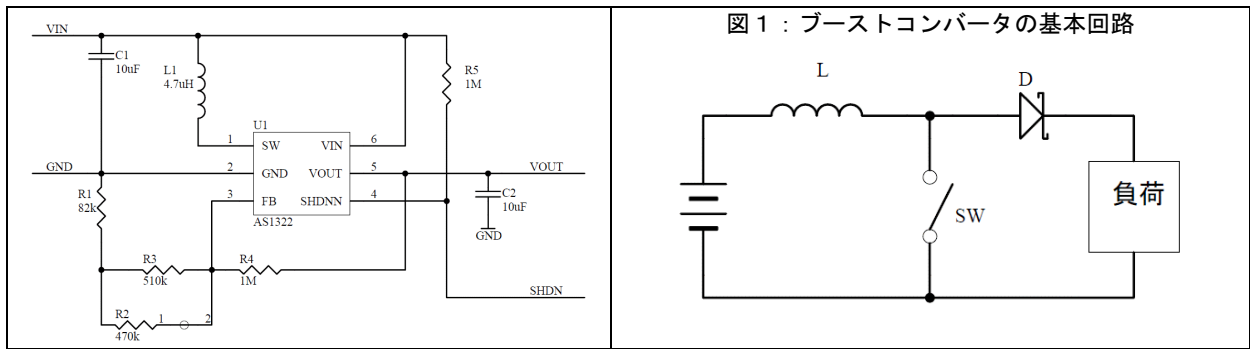 VIN
C1
10uF
L1
4.7uH
R5
1M
U1
1
SW
VIN
6
GND
2
GND
VOUT
5
VOUT
3
FB
SHDNN
4
AS1322
C2
10uF
GND
R1
82k
R3
510k
R4
1M
SHDN
R2
470k
1
2
図1：ブーストコンバータの基本回路
L
D
SW
負荷